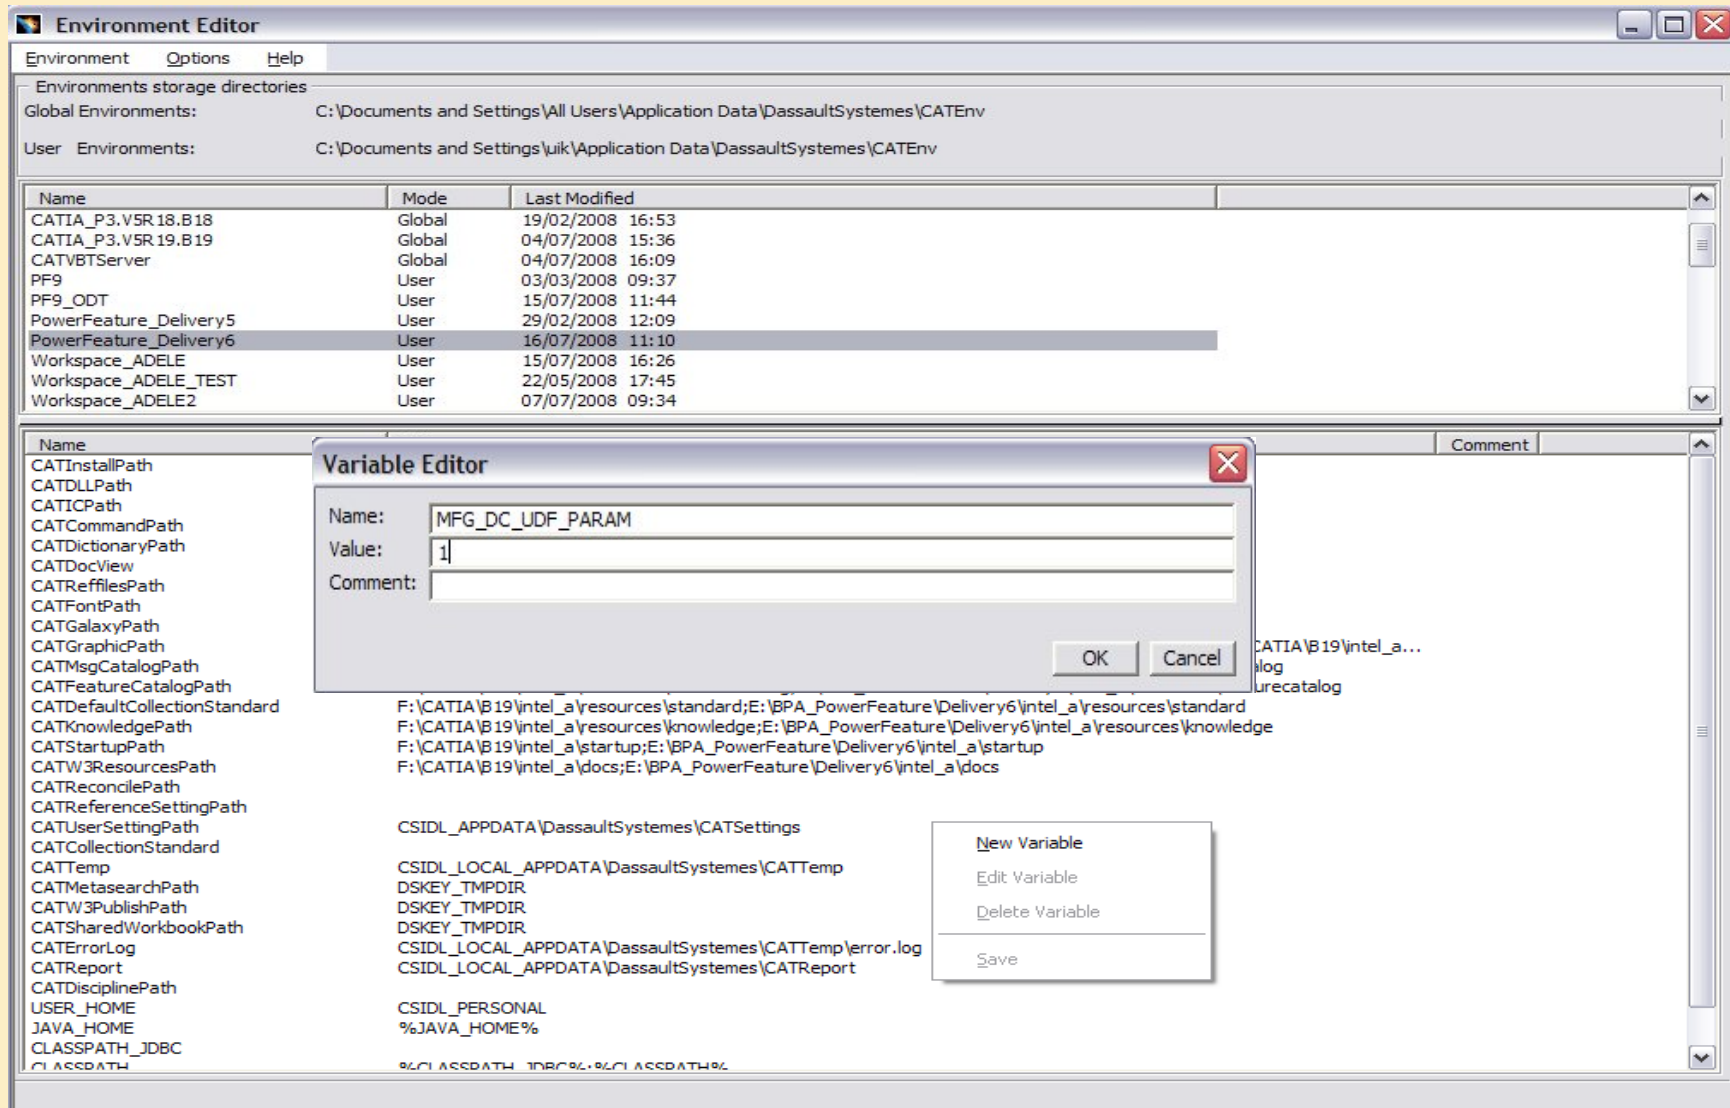 Environment Editor
Environment Options Help
Environments storage directories
Global Environments: C:\Documents and Settings\All Users\Application Data\DassaultSystemes\CATEnv
User Environments: C:\Documents and Settings\uik\Application Data\DassaultSystemes\CATEnv
Name Mode Last Modified
CATIA_P3.V5R18.B18 Global 19/02/2008 16:53
CATIA_P3.V5R19.B19 Global 04/07/2008 15:36
CATVBTServer Global 04/07/2008 16:09
PF9 User 03/03/2008 09:37
PF9_ODT User 15/07/2008 11:44
PowerFeature_Delivery5 User 29/02/2008 12:09
PowerFeature_Delivery6 User 16/07/2008 11:10
Workspace_ADELE User 15/07/2008 16:26
Workspace_ADELE_TEST User 22/05/2008 17:45
Workspace_ADELE2 User 07/07/2008 09:34
Name Comment
CATInstallPath
CATDLLPath
CATICPath
CATCommandPath
CATDictionaryPath
CATDocView
CATReffilesPath
CATFontPath
CATGalaxyPath
CATGraphicPath CATIA\B19\intel_a...
CATMsgCatalogPath alog
CATFeatureCatalogPath urecatalog
CATDefaultCollectionStandard F:\CATIA\B19\intel_a\resources\standard;E:\BPA_PowerFeature\Delivery6\intel_a\resources\standard
CATKnowledgePath F:\CATIA\B19\intel_a\resources\knowledge;E:\BPA_PowerFeature\Delivery6\intel_a\resources\knowledge
CATStartupPath F:\CATIA\B19\intel_a\startup;E:\BPA_PowerFeature\Delivery6\intel_a\startup
CATW3ResourcesPath F:\CATIA\B19\intel_a\docs;E:\BPA_PowerFeature\Delivery6\intel_a\docs
CATReconcilePath
CATReferenceSettingPath
CATUserSettingPath CSIDL_APPDATA\DassaultSystemes\CATSettings
CATCollectionStandard
CATTemp CSIDL_LOCAL_APPDATA\DassaultSystemes\CATTemp
CATMetasearchPath DSKEY_TMPDIR
CATW3PublishPath DSKEY_TMPDIR
CATSharedWorkbookPath DSKEY_TMPDIR
CATErrorLog CSIDL_LOCAL_APPDATA\DassaultSystemes\CATTemp\error.log
CATReport CSIDL_LOCAL_APPDATA\DassaultSystemes\CATReport
CATDisciplinePath
USER_HOME CSIDL_PERSONAL
JAVA_HOME %JAVA_HOME%
CLASSPATH_JDBC
CLASSPATH %CLASSPATH_JDBC%;%CLASSPATH%
Variable Editor
Name: MFG_DC_UDF_PARAM
Value: 1
Comment:
OK Cancel
New Variable
Edit Variable
Delete Variable
Save